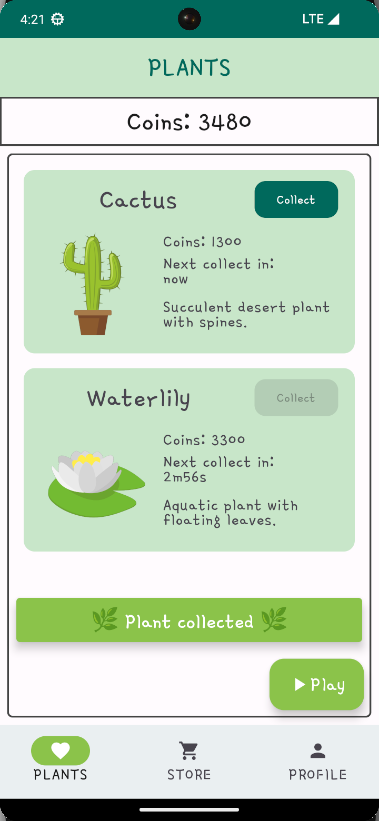 4:21
LTE
PLANTS
Coins: 3480
Cactus
Collect
Coins: 1300
Next collect in:
now
Succulent desert plant
with spines.
Waterlily
Collect
Coins: 3300
Next collect in:
2m56s
Aquatic plant with
floating leaves.
🌿 Plant collected 🌿
Play
PLANTS
STORE
PROFILE